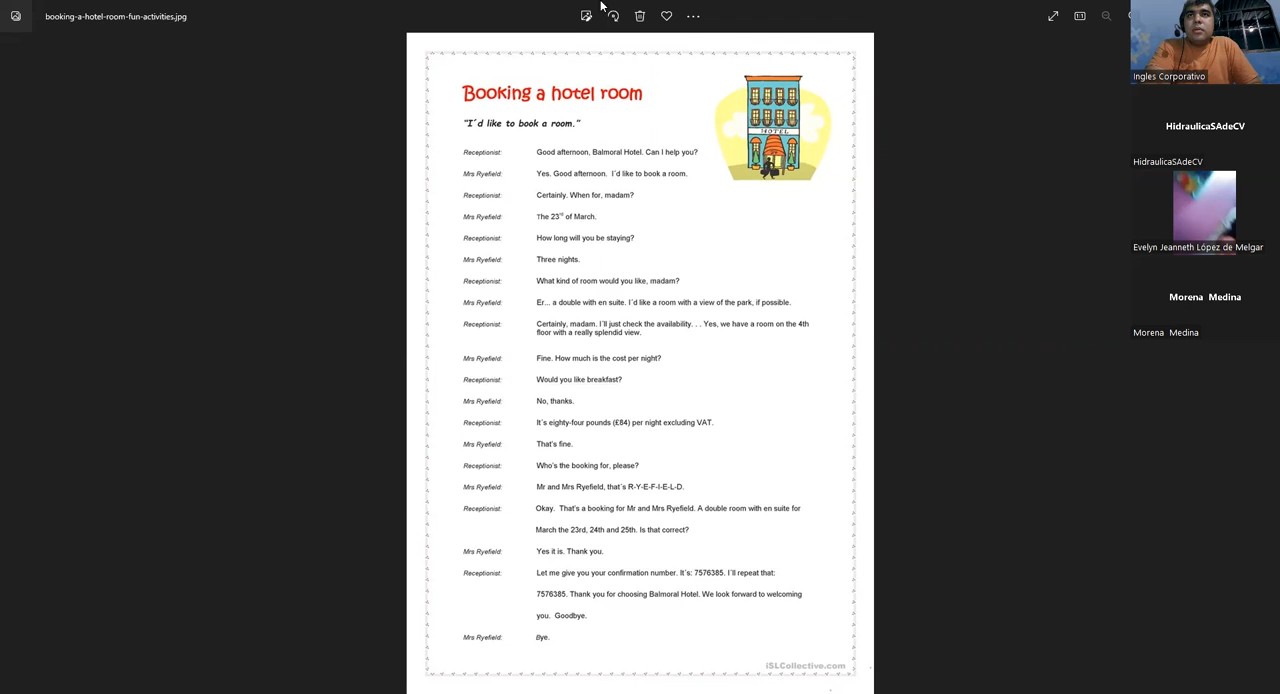 booking-a-hotel-room-fun-activities.jpg
Ingles Corporativo
HidraulicaSAdeCV
HidraulicaSAdeCV
Evelyn Jeanneth López de Melgar
Morena Medina
Morena Medina
Booking a hotel room
"I´d like to book a room."
HOTEL
Receptionist: Good afternoon, Balmoral Hotel. Can I help you?
Mrs Ryefield: Yes. Good afternoon. I´d like to book a room.
Receptionist: Certainly. When for, madam?
Mrs Ryefield: The 23rd of March.
Receptionist: How long will you be staying?
Mrs Ryefield: Three nights.
Receptionist: What kind of room would you like, madam?
Mrs Ryefield: Er... a double with en suite. I´d like a room with a view of the park, if possible.
Receptionist: Certainly, madam. I´ll just check the availability. . . Yes, we have a room on the 4th
floor with a really splendid view.
Mrs Ryefield: Fine. How much is the cost per night?
Receptionist: Would you like breakfast?
Mrs Ryefield: No, thanks.
Receptionist: It´s eighty-four pounds (£84) per night excluding VAT.
Mrs Ryefield: That's fine.
Receptionist: Who's the booking for, please?
Mrs Ryefield: Mr and Mrs Ryefield, that´s R-Y-E-F-I-E-L-D.
Receptionist: Okay. That's a booking for Mr and Mrs Ryefield. A double room with en suite for
March the 23rd, 24th and 25th. Is that correct?
Mrs Ryefield: Yes it is. Thank you.
Receptionist: Let me give you your confirmation number. It´s: 7576385. I´ll repeat that:
7576385. Thank you for choosing Balmoral Hotel. We look forward to welcoming
you. Goodbye.
Mrs Ryefield: Bye.
iSLCollective.com